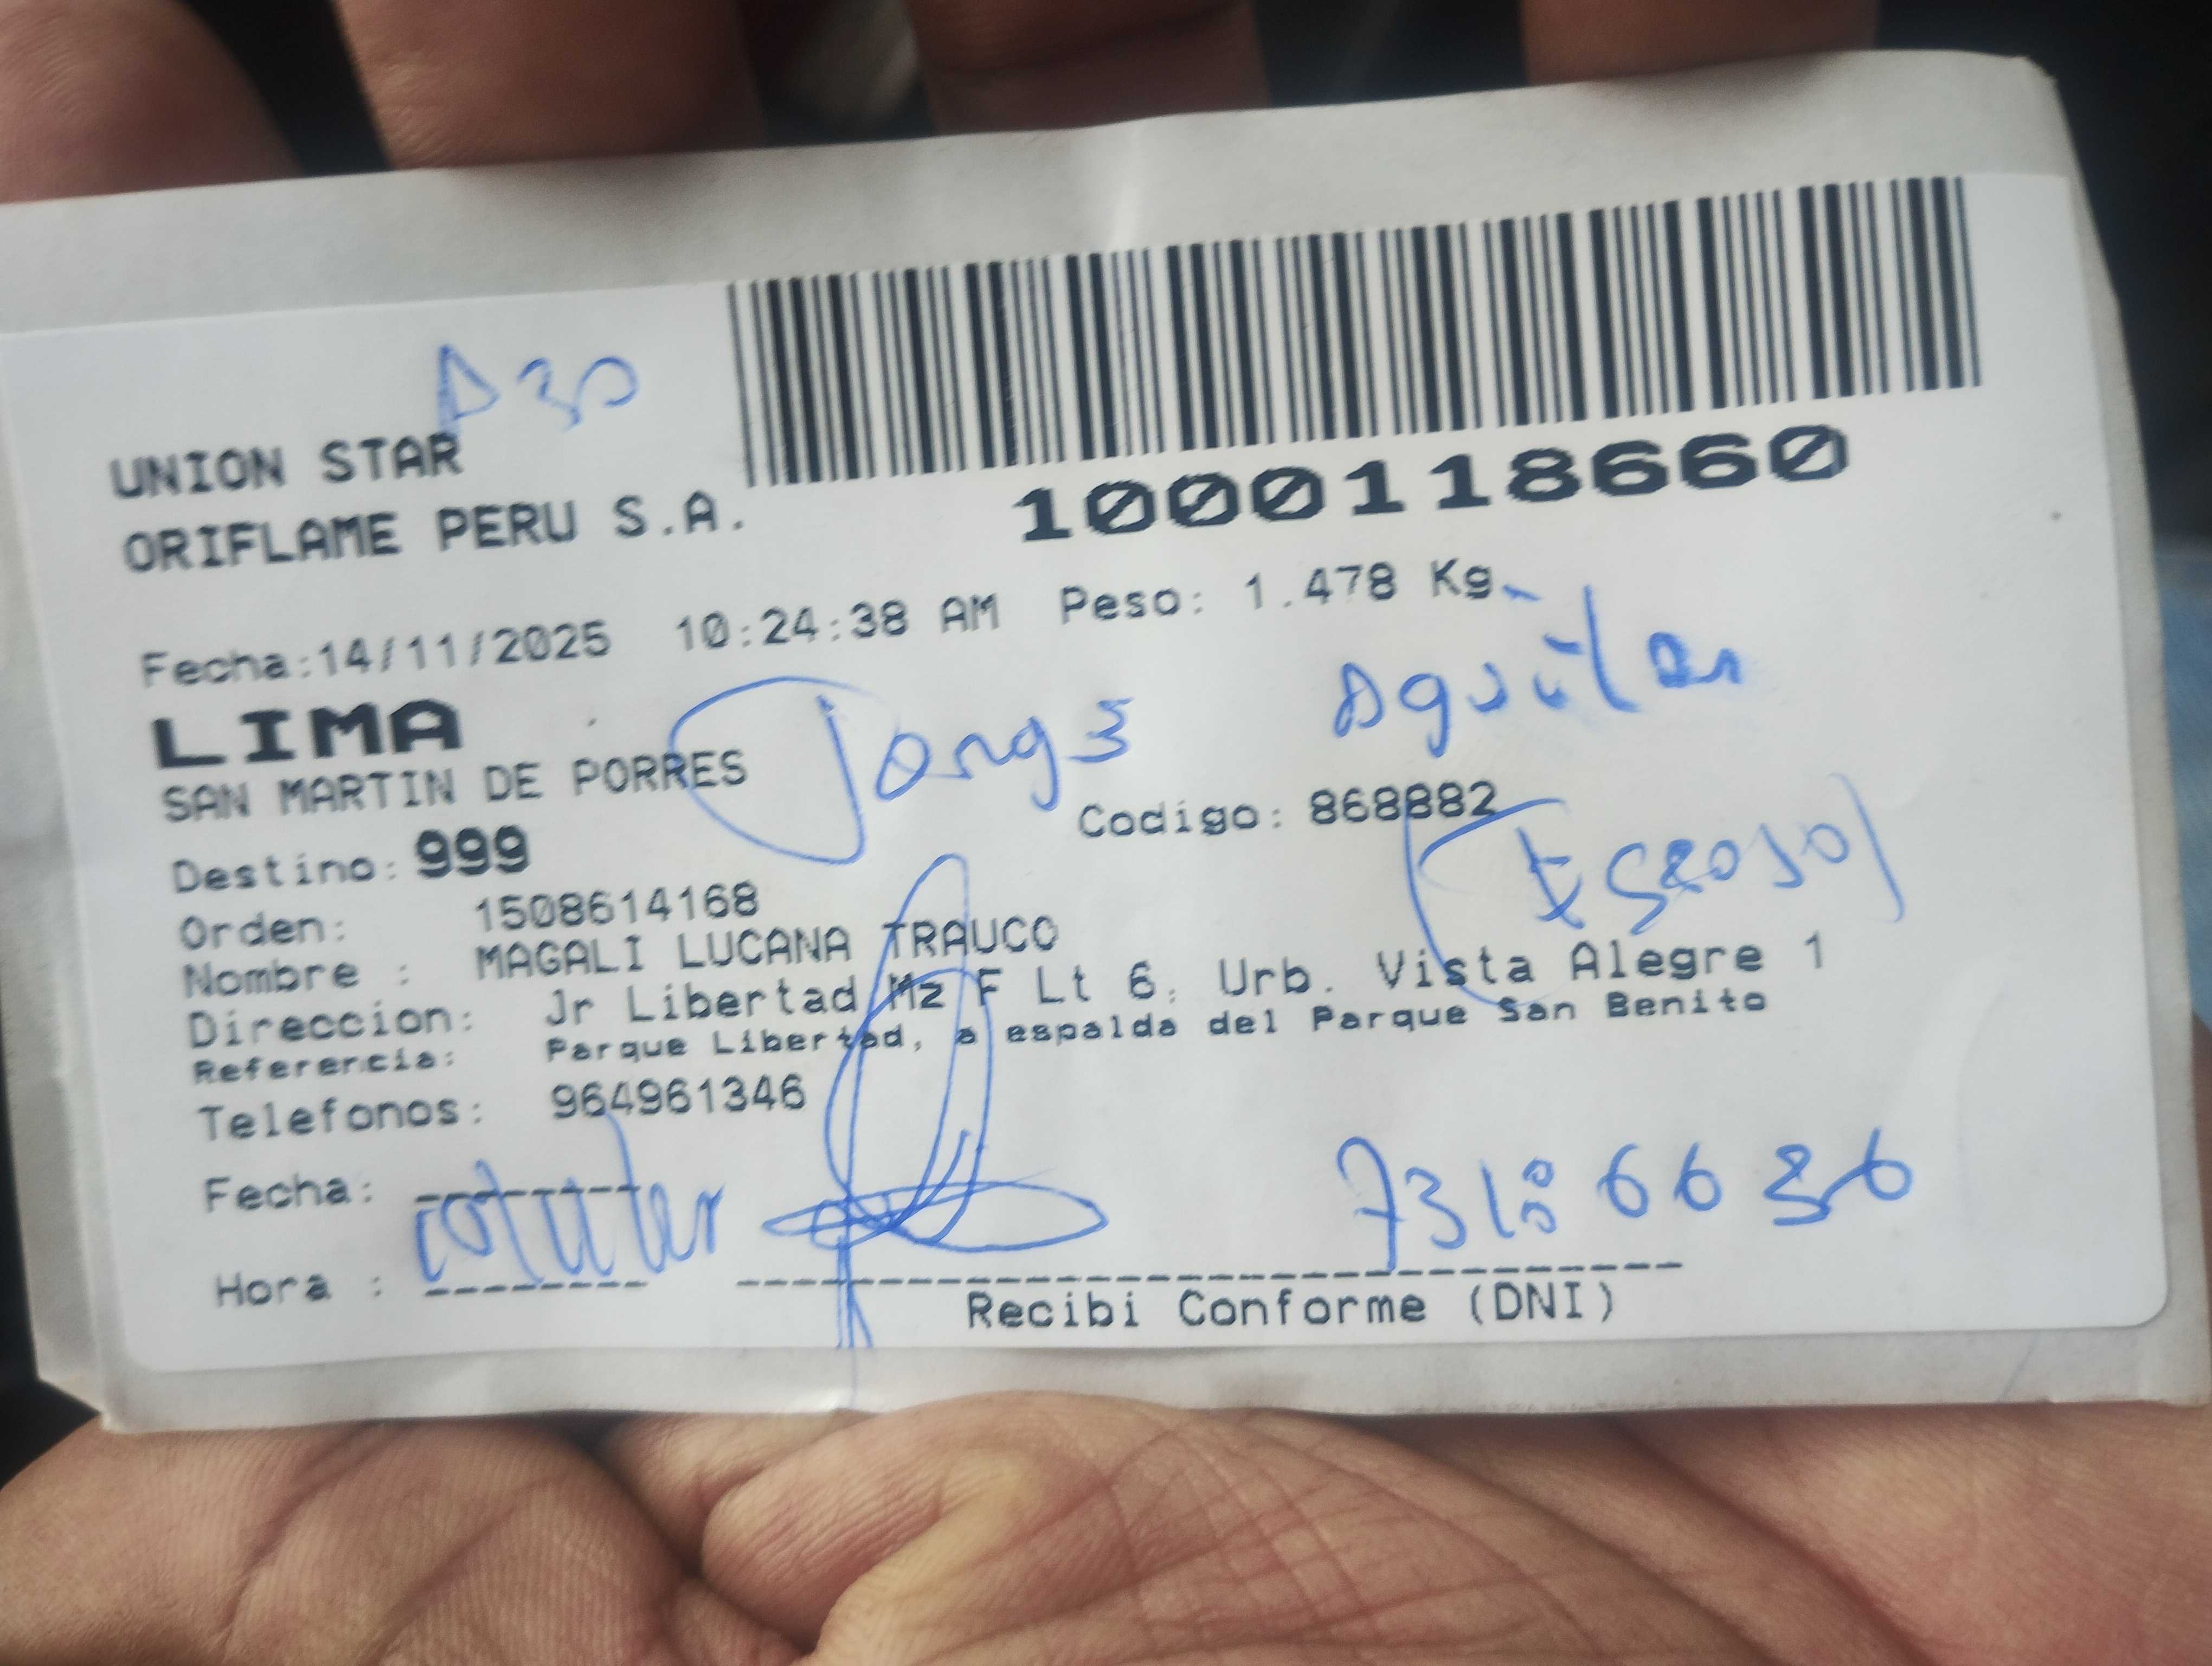 A30
UNION STAR
ORIFLAME PERU S.A.
1000118660
Fecha:14/11/2025 10:24:38 AM Peso: 1.478 Kg
LIMA
Jorge Aguilar
SAN MARTIN DE PORRES
Codigo: 868882
Destino: 999
(Esposo)
Orden: 1508614168
Nombre : MAGALI LUCANA TRAUCO
Direccion: Jr Libertad Mz F Lt 6, Urb. Vista Alegre 1
Referencia: Parque Libertad, a espalda del Parque San Benito
Telefonos: 964961346
Fecha:
73186636
Hora :
Recibi Conforme (DNI)